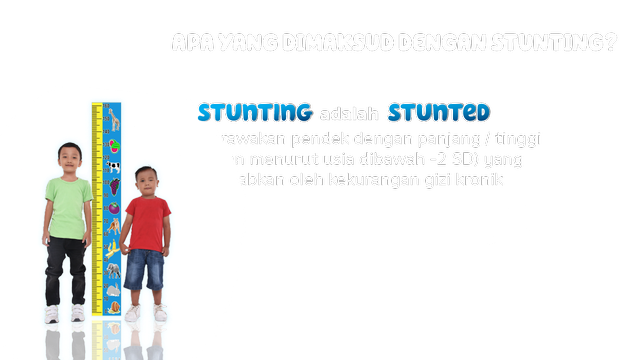 APA YANG DIMAKSUD DENGAN STUNTING?
STUNTING adalah STUNTED
pendek dengan panjang / tinggi
menurut usia dibawah -2 SD) yang
oleh kekurangan gizi kronik